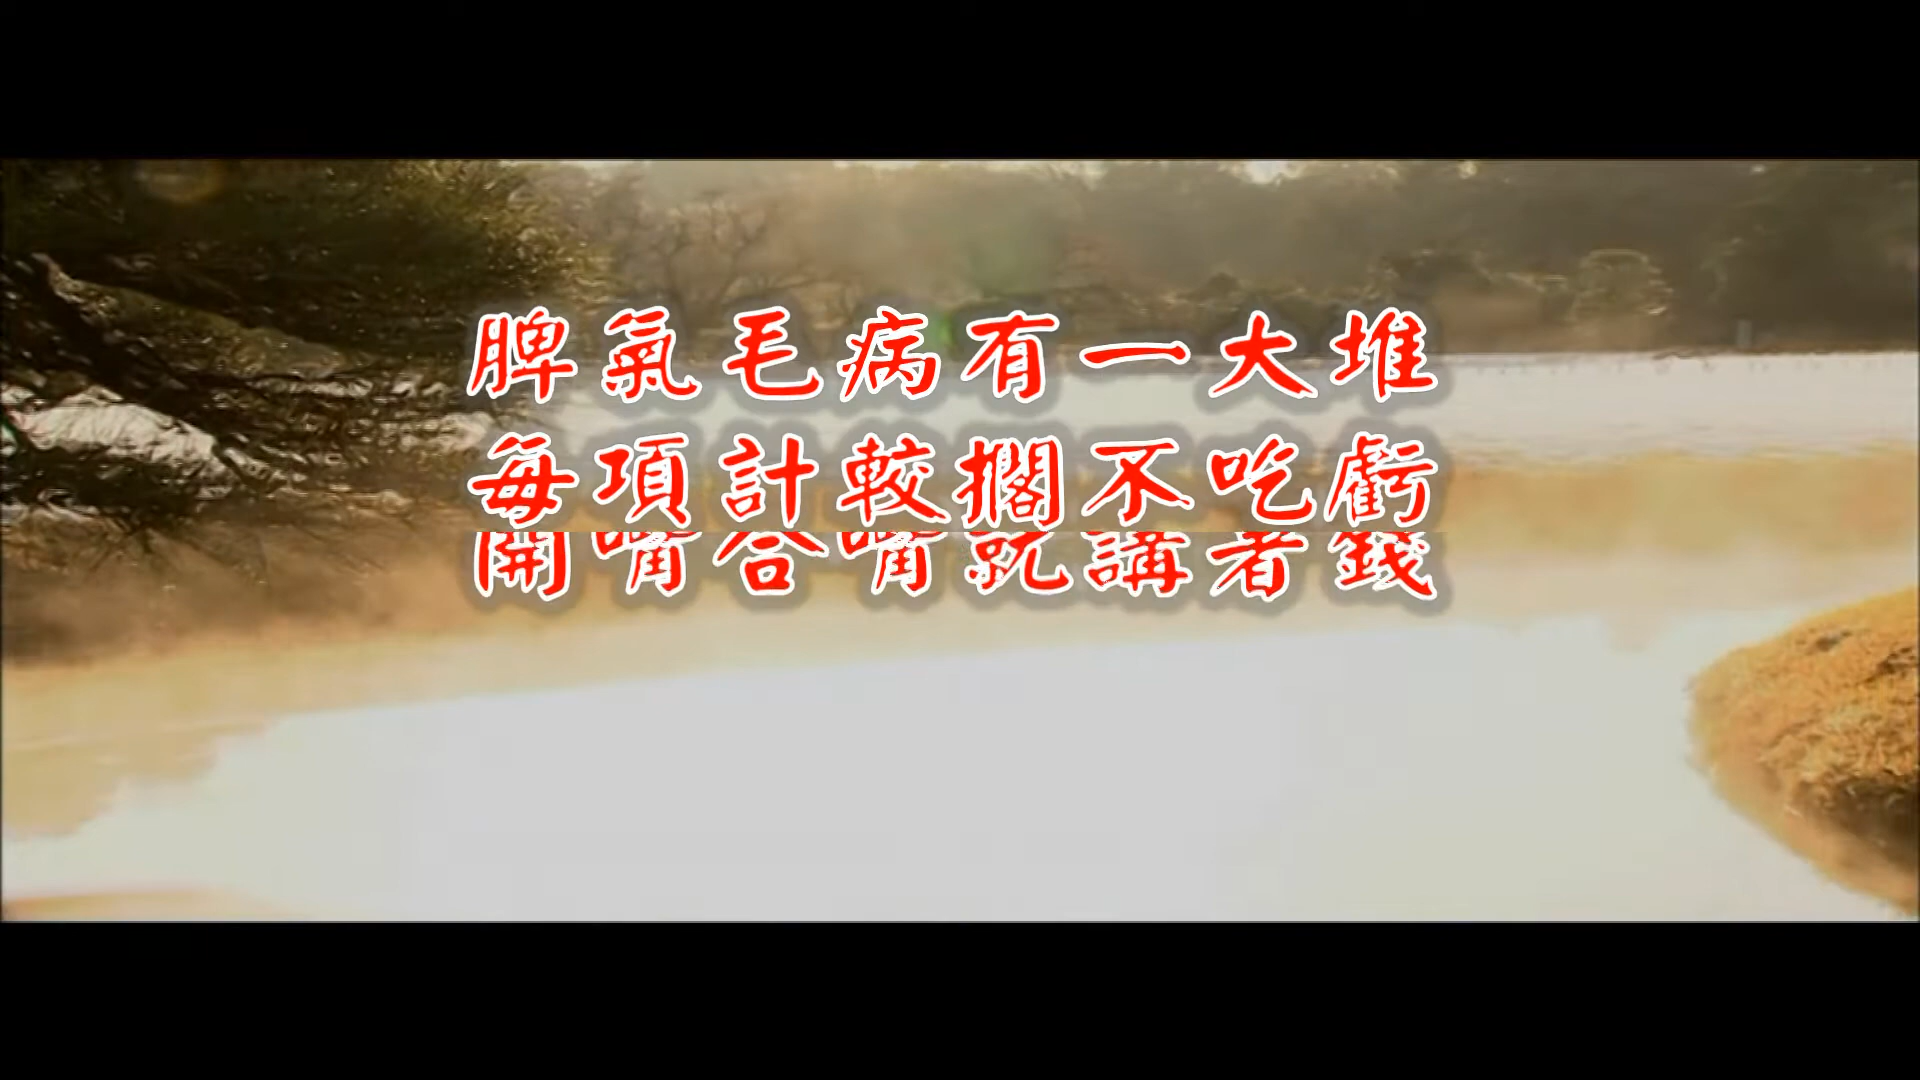 脾氣毛病有一大堆
每項計較擱不吃虧
開嘴合嘴就講著錢